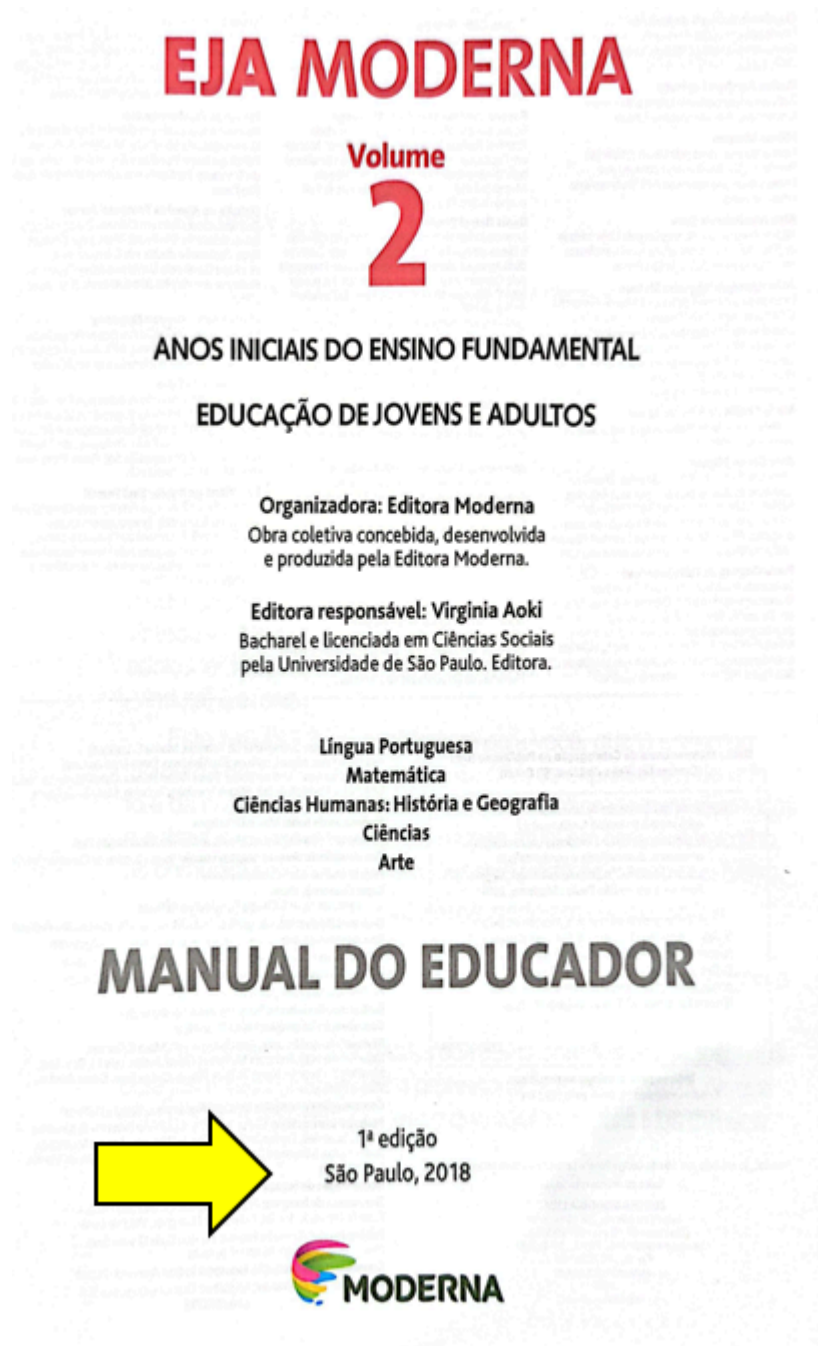 EJA MODERNA
Volume
2
ANOS INICIAIS DO ENSINO FUNDAMENTAL
EDUCAÇÃO DE JOVENS E ADULTOS
Organizadora: Editora Moderna
Obra coletiva concebida, desenvolvida
e produzida pela Editora Moderna.
Editora responsável: Virginia Aoki
Bacharel e licenciada em Ciências Sociais
pela Universidade de São Paulo. Editora.
Língua Portuguesa
Matemática
Ciências Humanas: História e Geografia
Ciências
Arte
MANUAL DO EDUCADOR
1ª edição
São Paulo, 2018
MODERNA